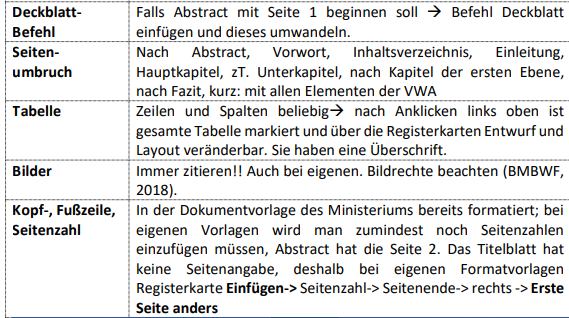 Deckblatt- Falls Abstract mit Seite 1 beginnen soll → Befehl Deckblatt
Befehl einfügen und dieses umwandeln.
Seiten- Nach Abstract, Vorwort, Inhaltsverzeichnis, Einleitung,
umbruch Hauptkapitel, zT. Unterkapitel, nach Kapitel der ersten Ebene,
nach Fazit, kurz: mit allen Elementen der VWA
Tabelle Zeilen und Spalten beliebig→ nach Anklicken links oben ist
gesamte Tabelle markiert und über die Registerkarten Entwurf und
Layout veränderbar. Sie haben eine Überschrift.
Bilder Immer zitieren!! Auch bei eigenen. Bildrechte beachten (BMBWF,
2018).
Kopf-, Fußzeile, In der Dokumentvorlage des Ministeriums bereits formatiert; bei
Seitenzahl eigenen Vorlagen wird man zumindest noch Seitenzahlen
einzufügen müssen, Abstract hat die Seite 2. Das Titelblatt hat
keine Seitenangabe, deshalb bei eigenen Formatvorlagen
Registerkarte Einfügen-> Seitenzahl-> Seitenende-> rechts -> Erste
Seite anders